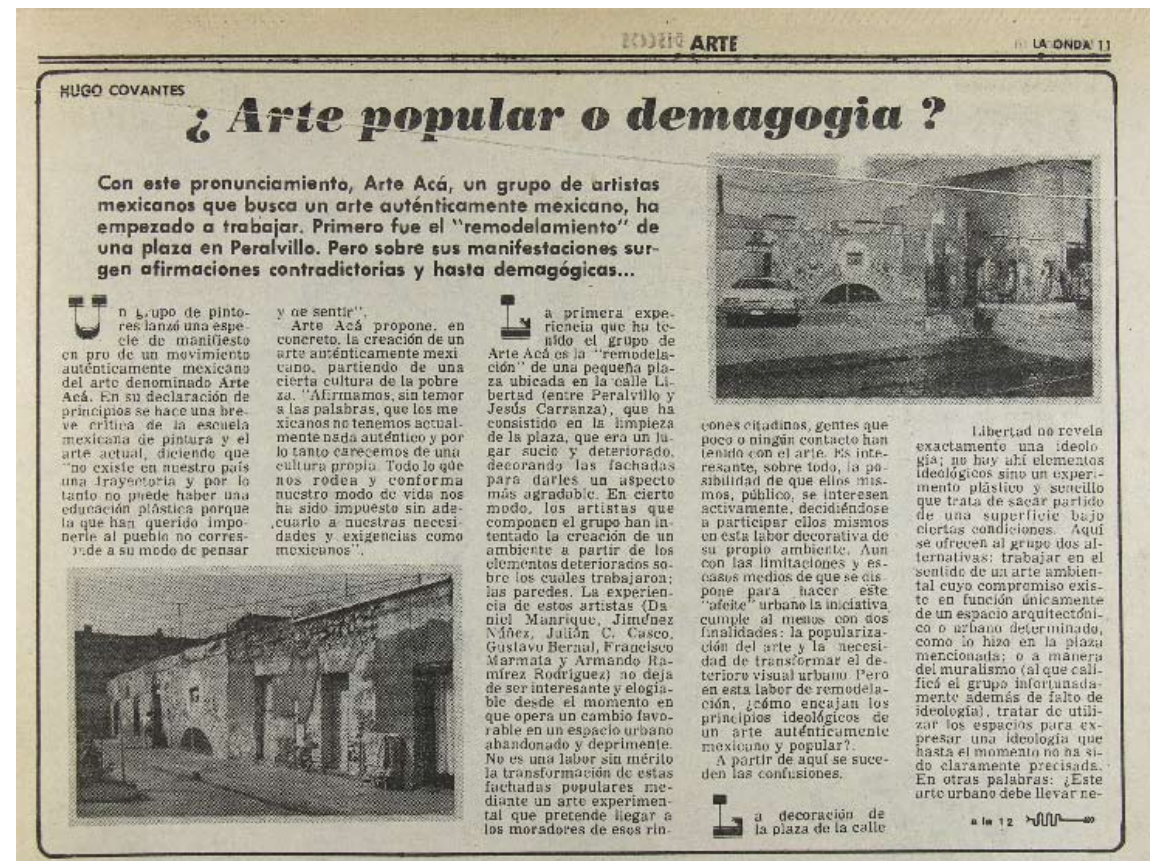 ARTE
LA ONDA 11
HUGO COVANTES
¿ Arte popular o demagogia ?
Con este pronunciamiento, Arte Acá, un grupo de artistas
mexicanos que busca un arte auténticamente mexicano, ha
empezado a trabajar. Primero fue el "remodelamiento" de
una plaza en Peralvillo. Pero sobre sus manifestaciones sur-
gen afirmaciones contradictorias y hasta demagógicas...
Un grupo de pinto-
res lanzó una espe-
cie de manifiesto
en pro de un movimiento
auténticamente mexicano
del arte denominado Arte
Acá. En su declaración de
principios se hace una bre-
ve crítica de la escuela
mexicana de pintura y el
arte actual, diciendo que
"no existe en nuestro país
una trayectoria y por lo
tanto no puede haber una
educación plástica porque
la que han querido impo-
nerle al pueblo no corres-
de a su modo de pensar
y de sentir".
Arte Acá propone, en
concreto, la creación de un
arte auténticamente mexi
cano, partiendo de una
cierta cultura de la pobre
za. "Afirmamos, sin temor
a las palabras, que los me
xicanos no tenemos actual-
mente nada auténtico y por
lo tanto carecemos de una
cultura propia. Todo lo que
nos rodea y conforma
nuestro modo de vida nos
ha sido impuesto sin ade-
cuarlo a nuestras necesi-
dades y exigencias como
mexicanos".
La primera expe-
riencia que ha te-
nido el grupo de
Arte Acá es la "remodela-
ción" de una pequeña pla-
za ubicada en la calle Li-
bertad (entre Peralvillo y
Jesús Carranza), que ha
consistido en la limpieza
de la plaza, que era un lu-
gar sucio y deteriorado,
decorando las fachadas
para darles un aspecto
más agradable. En cierto
modo, los artistas que
componen el grupo han in-
tentado la creación de un
ambiente a partir de los
elementos deteriorados so-
bre los cuales trabajaron:
las paredes. La experien-
cia de estos artistas (Da-
niel Manrique, Jiménez
Núñez, Julián C. Casco,
Gustavo Bernal, Francisco
Marmata y Armando Ra-
mírez Rodríguez) no deja
de ser interesante y elogia-
ble desde el momento en
que opera un cambio favo-
rable en un espacio urbano
abandonado y deprimente.
No es una labor sin mérito
la transformación de estas
fachadas populares me-
diante un arte experimen-
tal que pretende llegar a
los moradores de esos rin-
cones citadinos, gentes que
poco o ningún contacto han
tenido con el arte. Es inte-
resante, sobre todo, la po-
sibilidad de que ellos mis-
mos, público, se interesen
activamente, decidiéndose
a participar ellos mismos
en esta labor decorativa de
su propio ambiente. Aun
con las limitaciones y es-
casos medios de que se dis
pone para hacer este
"afeite" urbano la iniciativa
cumple al menos con dos
finalidades: la populariza-
ción del arte y la necesi-
dad de transformar el de-
terioro visual urbano. Pero
en esta labor de remodela-
ción, ¿cómo encajan los
principios ideológicos de
un arte auténticamente
mexicano y popular?.
A partir de aquí se suce-
den las confusiones.
La decoración de
la plaza de la calle
Libertad no revela
exactamente una ideolo-
gía; no hay ahí elementos
ideológicos sino un experi-
mento plástico y sencillo
que trata de sacar partido
de una superficie bajo
ciertas condiciones. Aquí
se ofrecen al grupo dos al-
ternativas: trabajar en el
sentido de un arte ambien-
tal cuyo compromiso exis-
te en función únicamente
de un espacio arquitectóni-
co o urbano determinado,
como lo hizo en la plaza
mencionada; o a manera
del muralismo (al que cali-
ficó el grupo infortunada-
mente además de falto de
ideología), tratar de utili-
zar los espacios para ex-
presar una ideología que
hasta el momento no ha si-
do claramente precisada.
En otras palabras: ¿Este
arte urbano debe llevar ne-
a la 12